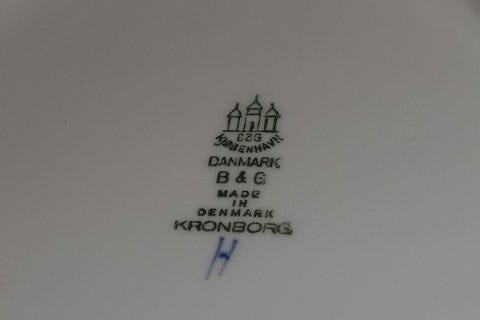 B&G
KJØBENHAVN
DANMARK
B & G
MADE
IN
DENMARK
KRONBORG
H